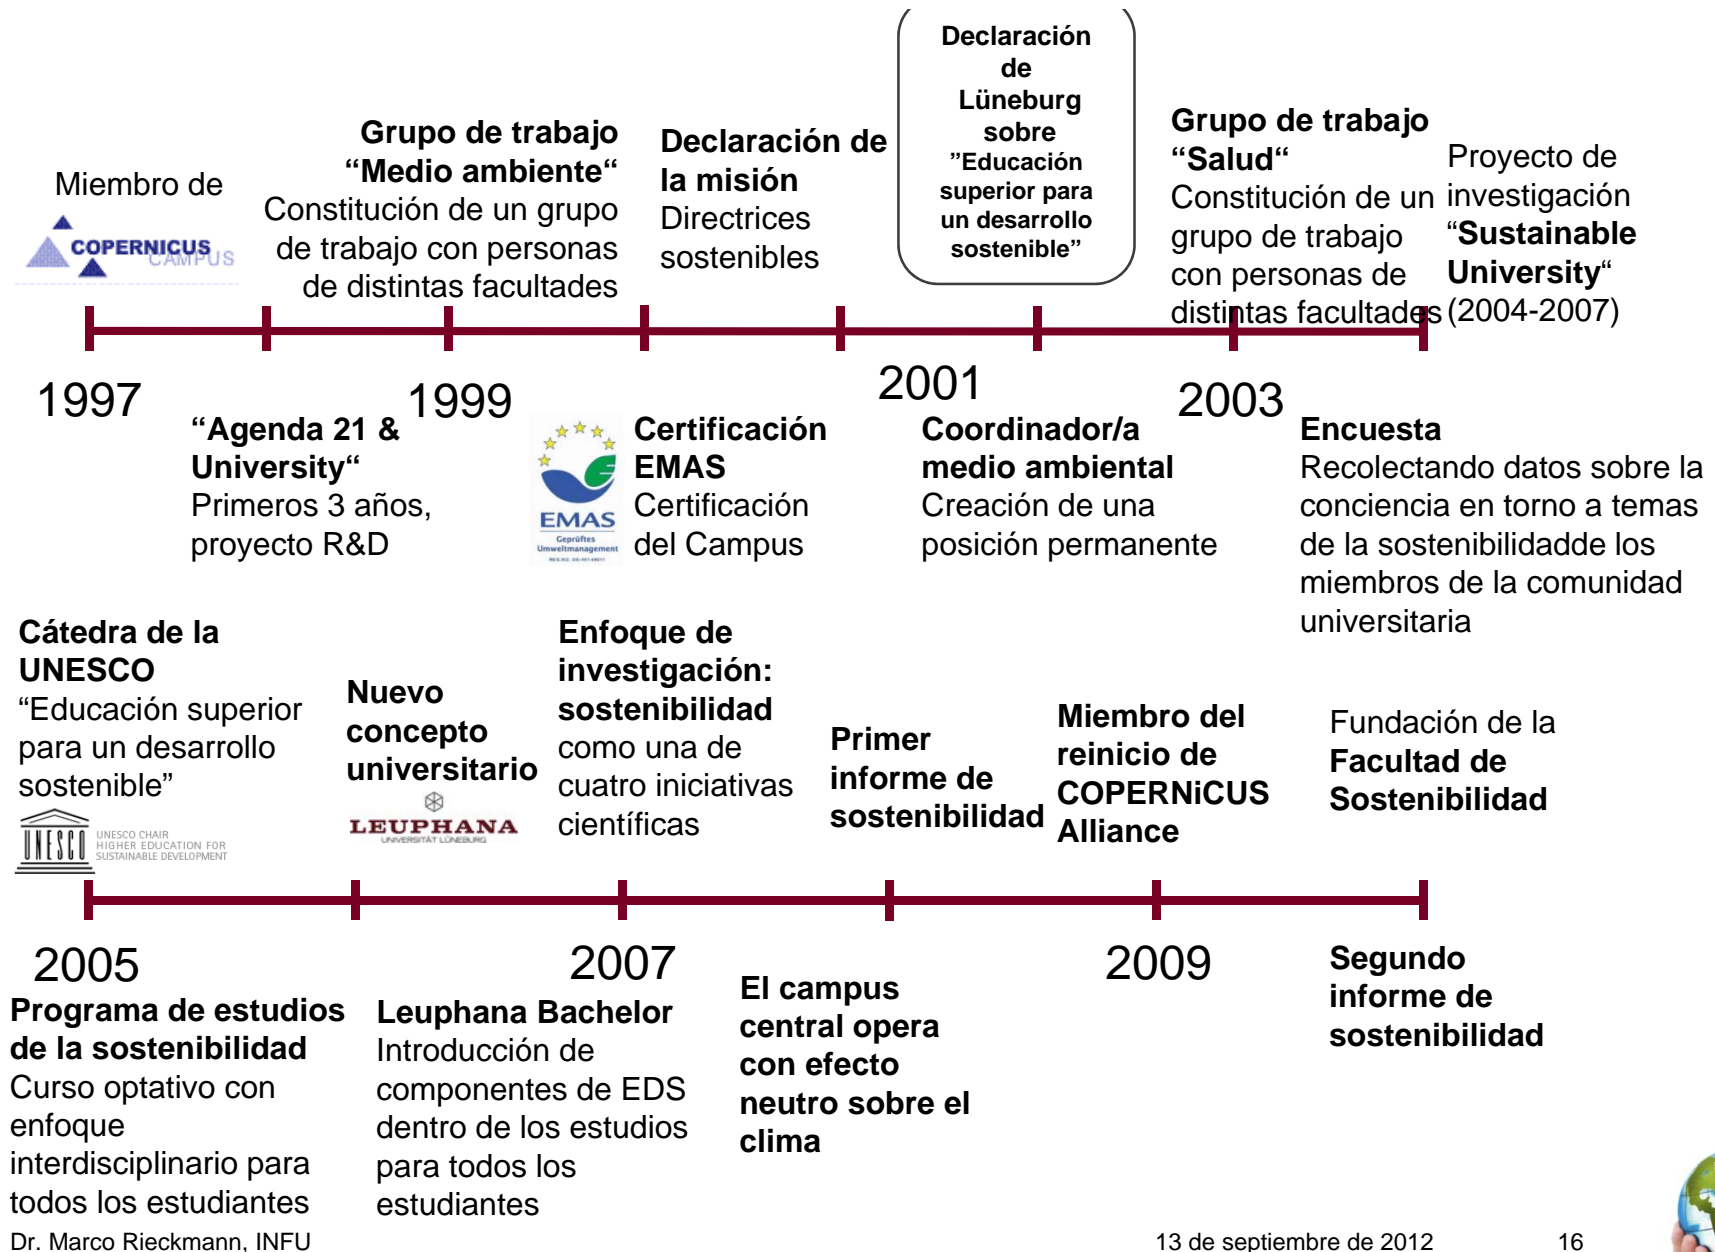 Miembro de
COPERNICUS
CAMPUS
Grupo de trabajo
“Medio ambiente“
Constitución de un grupo
de trabajo con personas
de distintas facultades
Declaración de
la misión
Directrices
sostenibles
Declaración
de
Lüneburg
sobre
”Educación
superior para
un desarrollo
sostenible”
Grupo de trabajo
“Salud“
Constitución de un
grupo de trabajo
con personas de
distintas facultades
Proyecto de
investigación
“Sustainable
University“
(2004-2007)
1997
1999
2001
2003
“Agenda 21 &
University“
Primeros 3 años,
proyecto R&D
EMAS
Geprüftes
Umweltmanagement
Certificación
EMAS
Certificación
del Campus
Coordinador/a
medio ambiental
Creación de una
posición permanente
Encuesta
Recolectando datos sobre la
conciencia en torno a temas
de la sostenibilidadde los
miembros de la comunidad
universitaria
Cátedra de la
UNESCO
“Educación superior
para un desarrollo
sostenible”
UNESCO
UNESCO CHAIR
HIGHER EDUCATION FOR
SUSTAINABLE DEVELOPMENT
Nuevo
concepto
universitario
LEUPHANA
UNIVERSITÄT LÜNEBURG
Enfoque de
investigación:
sostenibilidad
como una de
cuatro iniciativas
científicas
Primer
informe de
sostenibilidad
Miembro del
reinicio de
COPERNiCUS
Alliance
Fundación de la
Facultad de
Sostenibilidad
2005
2007
2009
Programa de estudios
de la sostenibilidad
Curso optativo con
enfoque
interdisciplinario para
todos los estudiantes
Leuphana Bachelor
Introducción de
componentes de EDS
dentro de los estudios
para todos los
estudiantes
El campus
central opera
con efecto
neutro sobre el
clima
Segundo
informe de
sostenibilidad
Dr. Marco Rieckmann, INFU
13 de septiembre de 2012
16